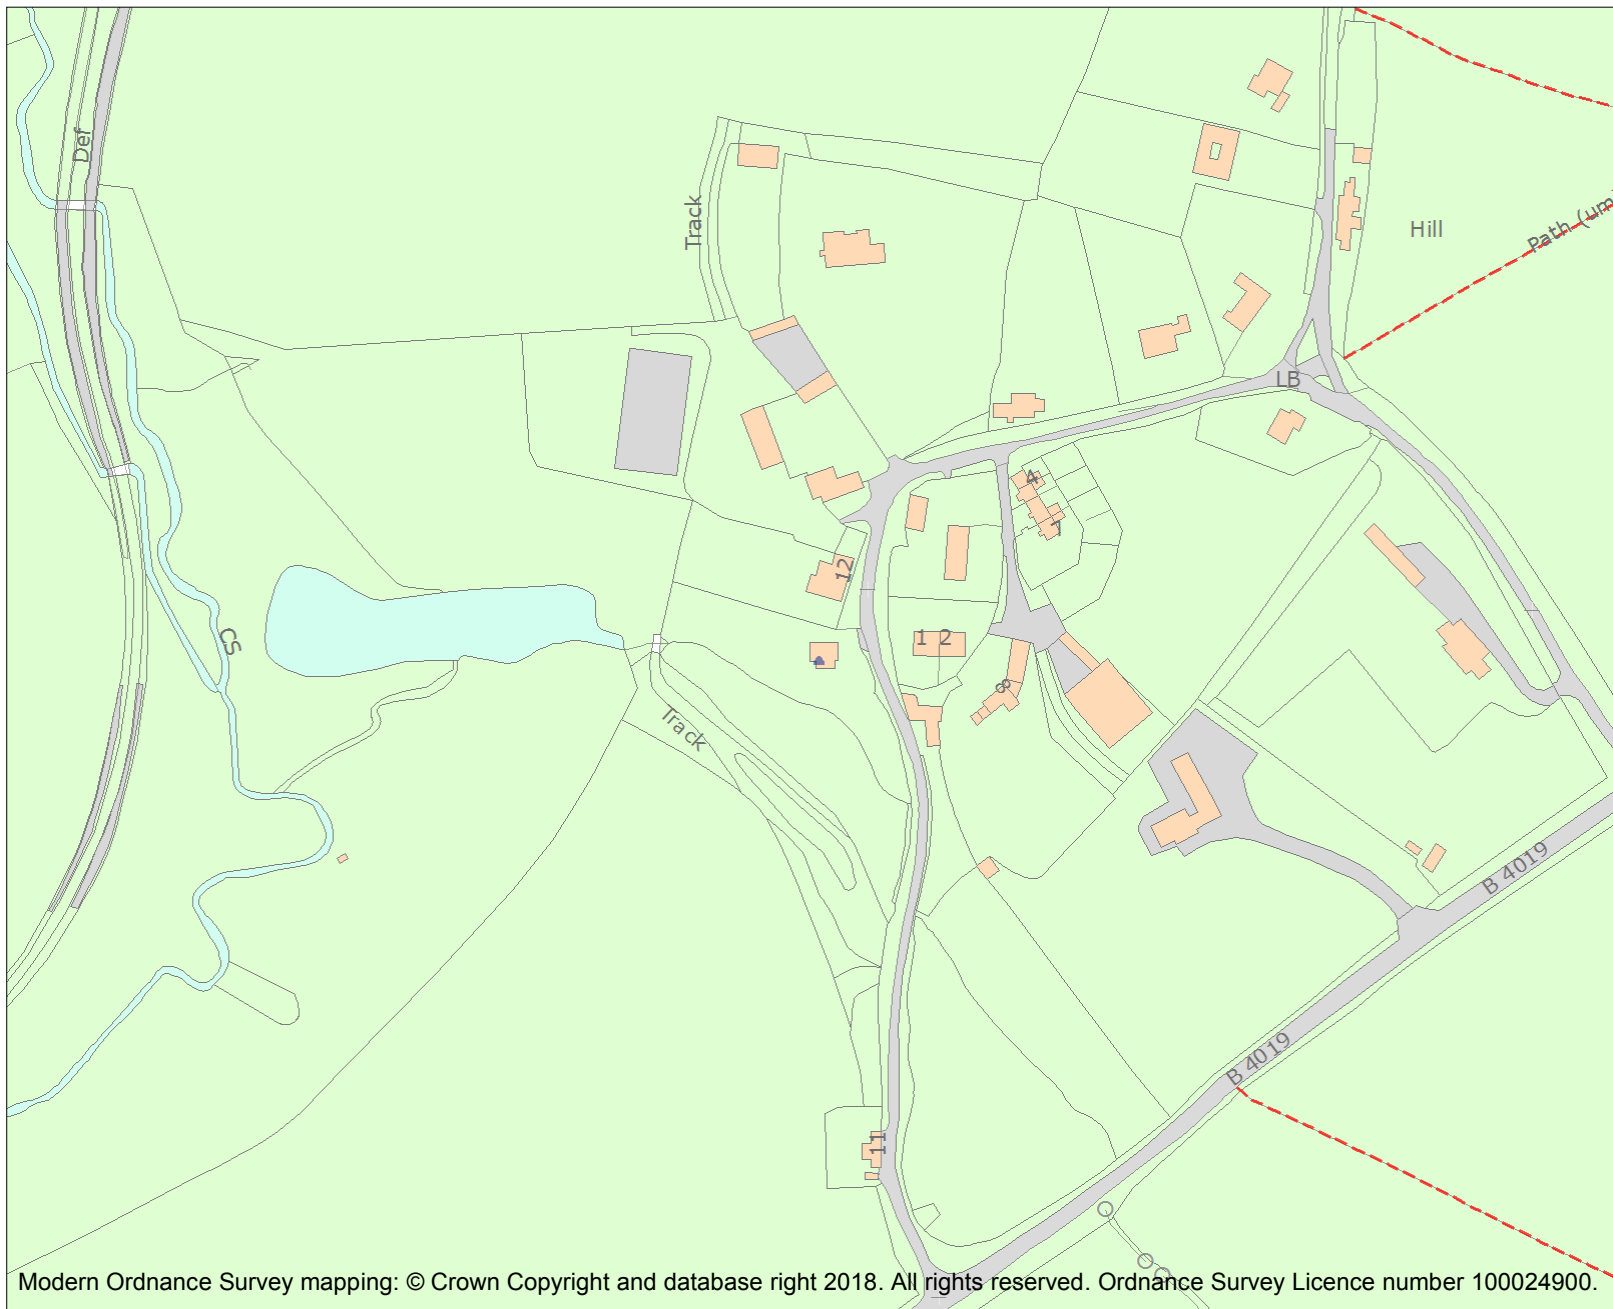 Def
Track
Hill
Path (um
LB
4
7
12
1 2
CS
8
Track
B 4019
B 4019
11
Modern Ordnance Survey mapping: © Crown Copyright and database right 2018. All rights reserved. Ordnance Survey Licence number 100024900.